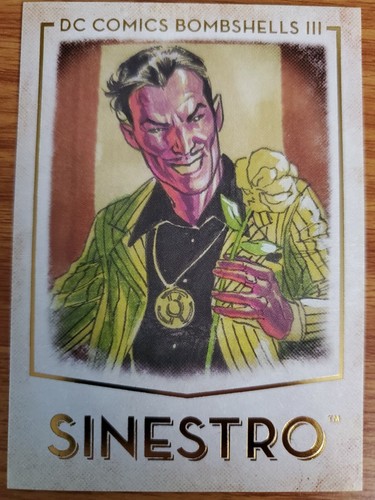 DC COMICS BOMBSHELLS III
SINESTRO™